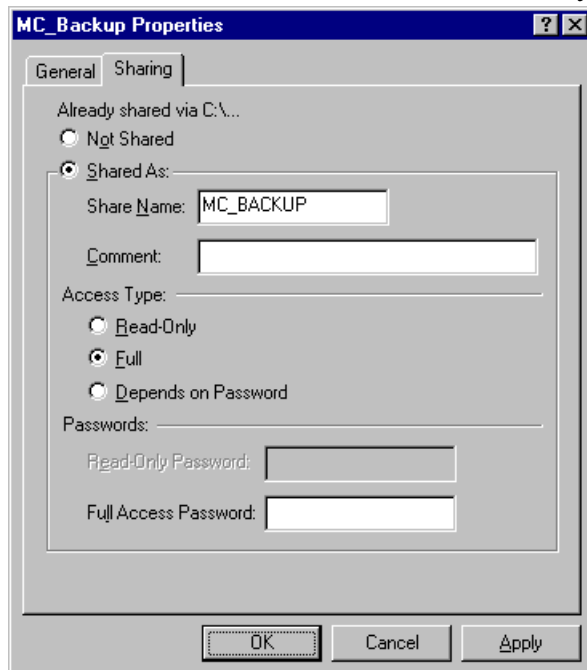 MC_Backup Properties
General Sharing
Already shared via C:\...
Not Shared
Shared As:
Share Name: MC_BACKUP
Comment:
Access Type:
Read-Only
Full
Depends on Password
Passwords:
Read-Only Password:
Full Access Password:
OK Cancel Apply